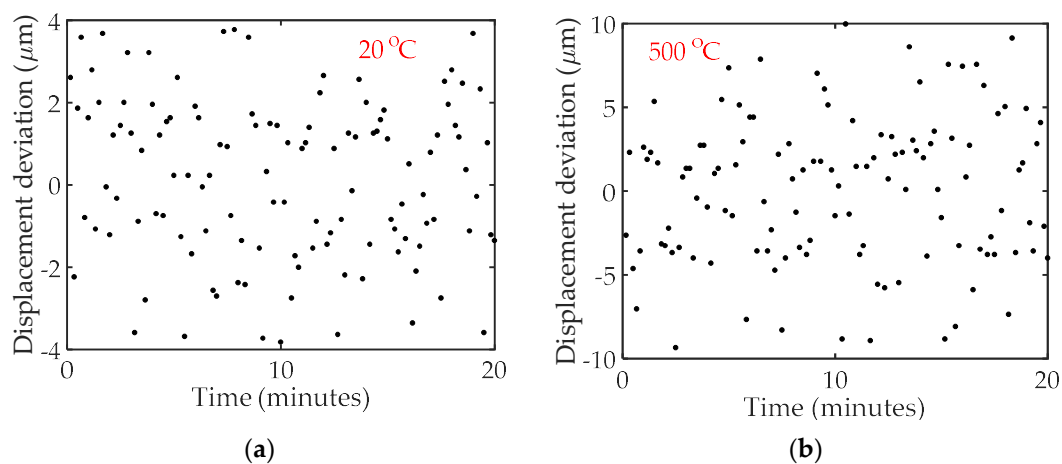 Displacement deviation (μm)
4
2
0
-2
-4
20 °C
0
10
20
Time (minutes)
(a)
Displacement deviation (μm)
10
5
0
-5
-10
500 °C
0
10
20
Time (minutes)
(b)